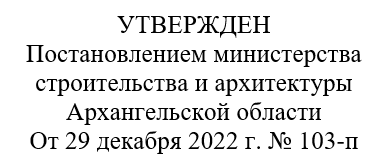 УТВЕРЖДЕН
Постановлением министерства
строительства и архитектуры
Архангельской области
От 29 декабря 2022 г. № 103-п